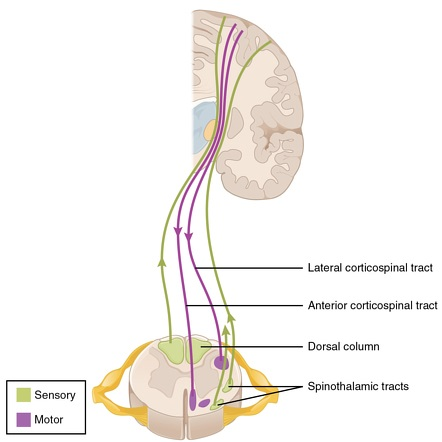 Lateral corticospinal tract
Anterior corticospinal tract
Dorsal column
Spinothalamic tracts
Sensory
Motor